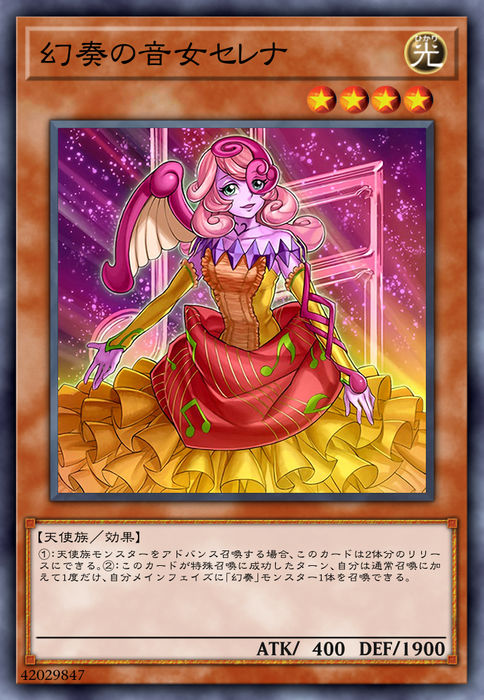 幻奏の音女セレナ
ひかり
光
【天使族／効果】
①：天使族モンスターをアドバンス召喚する場合、このカードは2体分のリリー
スにできる。②：このカードが特殊召喚に成功したターン、自分は通常召喚に加
えて1度だけ、自分メインフェイズに「幻奏」モンスター1体を召喚できる。
ATK/ 400 DEF/1900
42029847